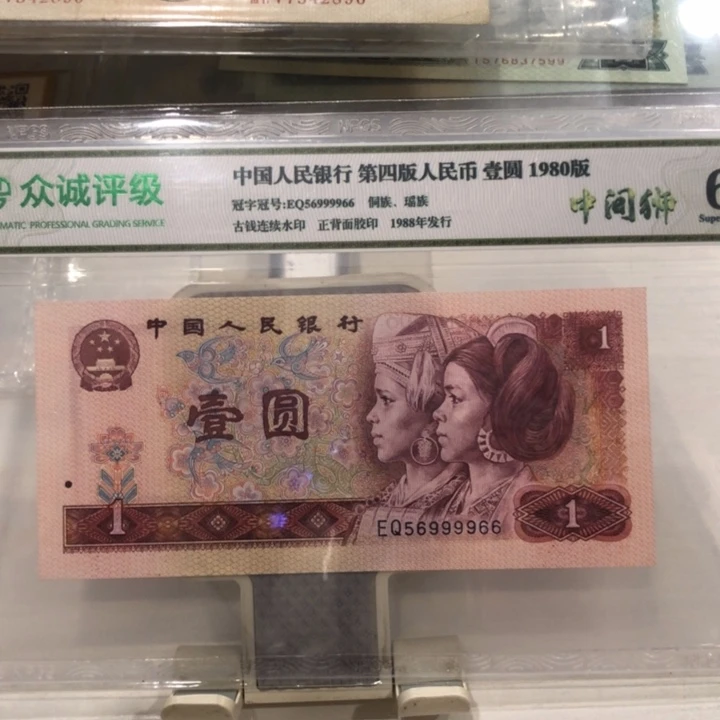 1576837599
众诚评级
MATIC PROFESSIONAL GRADING SERVICE
中国人民银行 第四版人民币 壹圆 1980版
冠字冠号:EQ56999966 侗族、瑶族
古钱连续水印 正背面胶印 1988年发行
6
中国人民银行
1
壹圆
1
EQ56999966
1